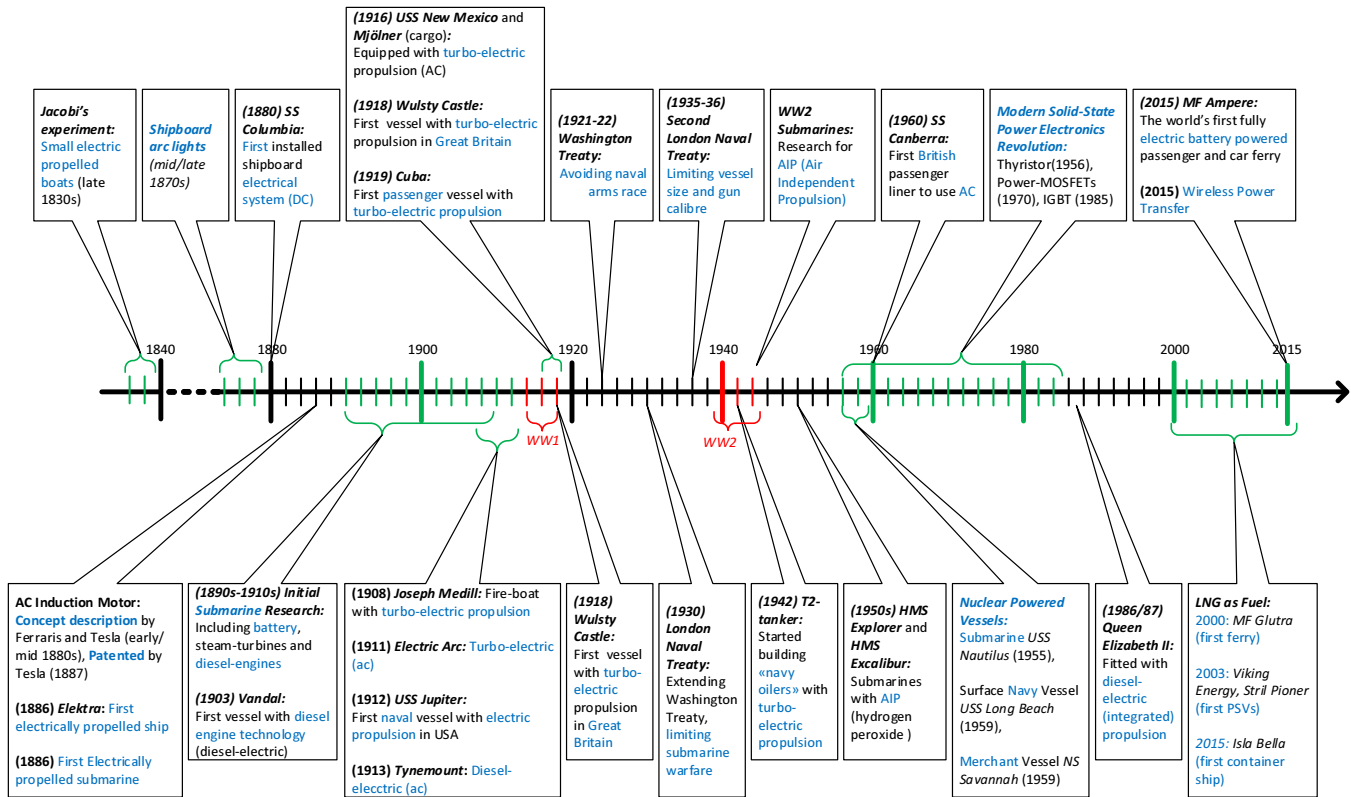 Jacobi's
experiment:
Small electric
propelled
boats (late
1830s)
Shipboard
arc lights
(mid/late
1870s)
(1880) SS
Columbia:
First installed
shipboard
electrical
system (DC)
(1916) USS New Mexico and
Mjölner (cargo):
Equipped with turbo-electric
propulsion (AC)
(1918) Wulsty Castle:
First vessel with turbo-electric
propulsion in Great Britain
(1919) Cuba:
First passenger vessel with
turbo-electric propulsion
(1921-22)
Washington
Treaty:
Avoiding naval
arms race
(1935-36)
Second
London Naval
Treaty:
Limiting vessel
size and gun
calibre
WW2
Submarines:
Research for
AIP (Air
Independent
Propulsion)
(1960) SS
Canberra:
First British
passenger
liner to use AC
Modern Solid-State
Power Electronics
Revolution:
Thyristor(1956),
Power-MOSFETs
(1970), IGBT (1985)
(2015) MF Ampere:
The world's first fully
electric battery powered
passenger and car ferry
(2015) Wireless Power
Transfer
1840
1880
1900
1920
1940
1960
1980
2000
2015
WW1
WW2
AC Induction Motor:
Concept description by
Ferraris and Tesla (early/
mid 1880s), Patented by
Tesla (1887)
(1886) Elektra: First
electrically propelled ship
(1886) First Electrically
propelled submarine
(1890s-1910s) Initial
Submarine Research:
Including battery,
steam-turbines and
diesel-engines
(1903) Vandal:
First vessel with diesel
engine technology
(diesel-electric)
(1908) Joseph Medill: Fire-boat
with turbo-electric propulsion
(1911) Electric Arc: Turbo-electric
(ac)
(1912) USS Jupiter:
First naval vessel with electric
propulsion in USA
(1913) Tynemount: Diesel-
elecctric (ac)
(1918)
Wulsty
Castle:
First vessel
with turbo-
electric
propulsion
in Great
Britain
(1930)
London
Naval
Treaty:
Extending
Washington
Treaty,
limiting
submarine
warfare
(1942) T2-
tanker:
Started
building
«navy
oilers» with
turbo-
electric
propulsion
(1950s) HMS
Explorer and
HMS
Excalibur:
Submarines
with AIP
(hydrogen
peroxide )
Nuclear Powered
Vessels:
Submarine USS
Nautilus (1955),
Surface Navy Vessel
USS Long Beach
(1959),
Merchant Vessel NS
Savannah (1959)
(1986/87)
Queen
Elizabeth II:
Fitted with
diesel-
electric
(integrated)
propulsion
LNG as Fuel:
2000: MF Glutra
(first ferry)
2003: Viking
Energy, Stril Pioner
(first PSVs)
2015: Isla Bella
(first container
ship)